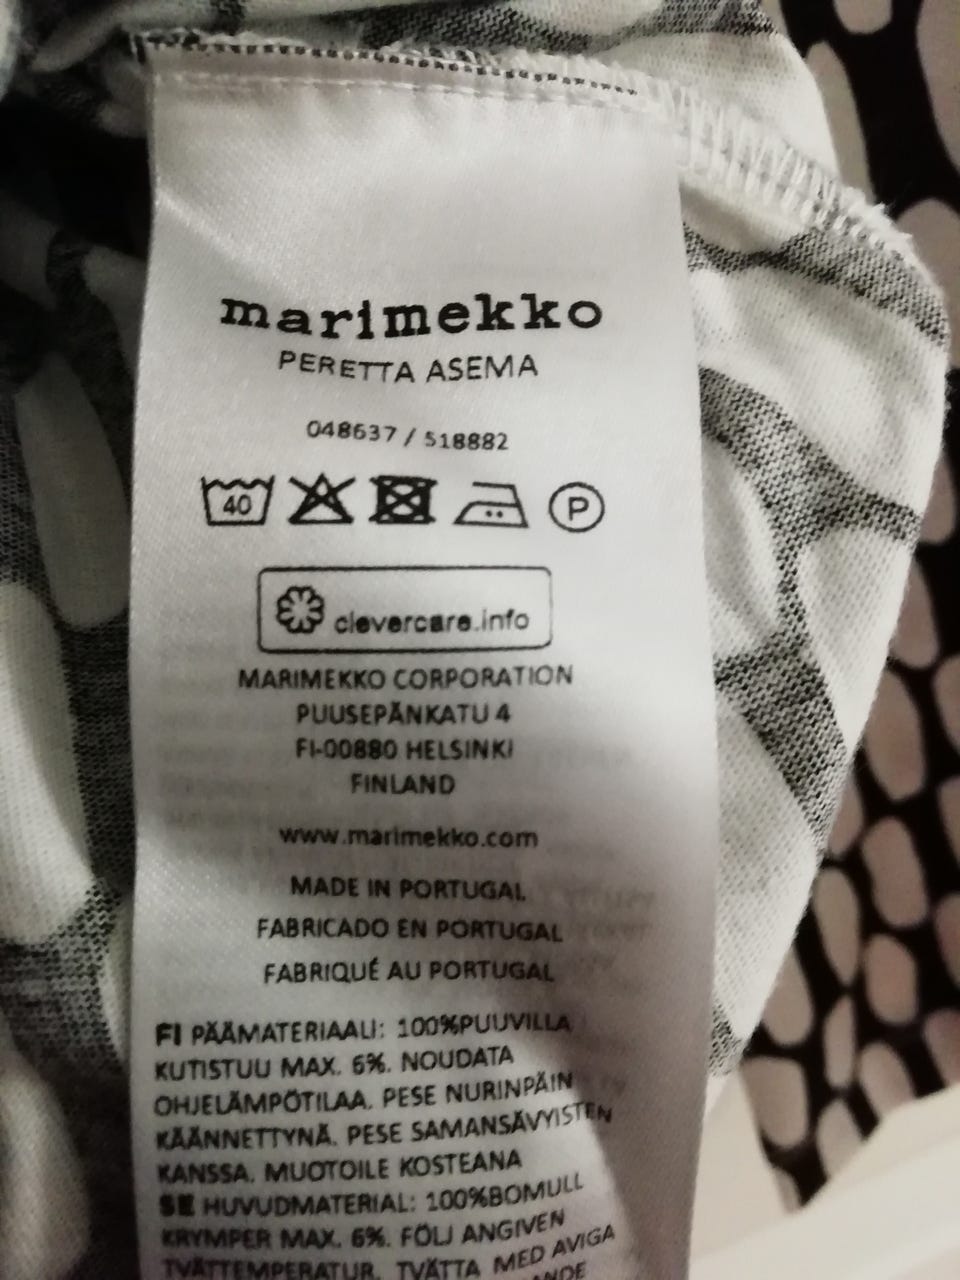 marimekko
PERETTA ASEMA
048637 / 518882
40
P
clevercare.info
MARIMEKKO CORPORATION
PUUSEPÄNKATU 4
FI-00880 HELSINKI
FINLAND
www.marimekko.com
MADE IN PORTUGAL
FABRICADO EN PORTUGAL
FABRIQUÉ AU PORTUGAL
FI PÄÄMATERIAALI: 100%PUUVILLA
KUTISTUU MAX. 6%. NOUDATA
OHJELÄMPÖTILAA. PESE NURINPÄIN
KÄÄNNETTYNÄ. PESE SAMANSÄVYISTEN
KANSSA. MUOTOILE KOSTEANA
SE HUVUDMATERIAL: 100%BOMULL
KRYMPER MAX. 6%. FÖLJ ANGIVEN
TVÄTTEMPERATUR. TVÄTTA MED AVIGA